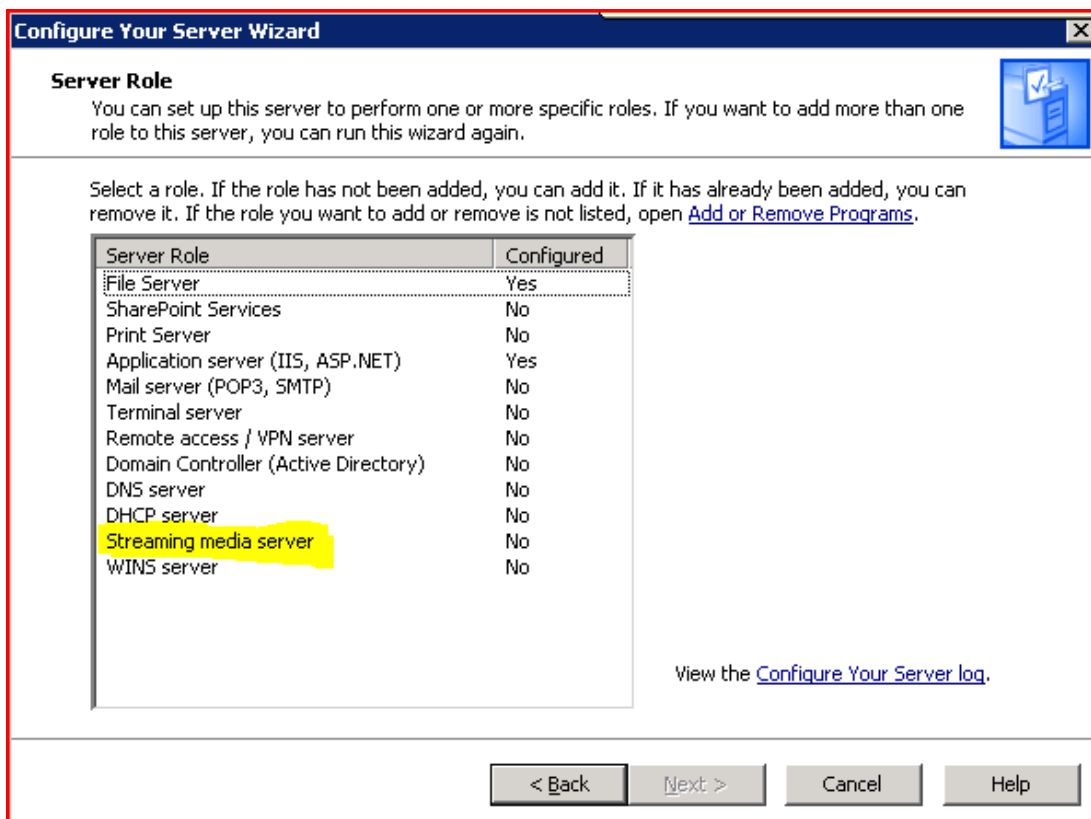 Configure Your Server Wizard
Server Role
You can set up this server to perform one or more specific roles. If you want to add more than one
role to this server, you can run this wizard again.
Select a role. If the role has not been added, you can add it. If it has already been added, you can
remove it. If the role you want to add or remove is not listed, open Add or Remove Programs.
Server Role Configured
File Server Yes
SharePoint Services No
Print Server No
Application server (IIS, ASP.NET) Yes
Mail server (POP3, SMTP) No
Terminal server No
Remote access / VPN server No
Domain Controller (Active Directory) No
DNS server No
DHCP server No
Streaming media server No
WINS server No
View the Configure Your Server log.
< Back Next > Cancel Help